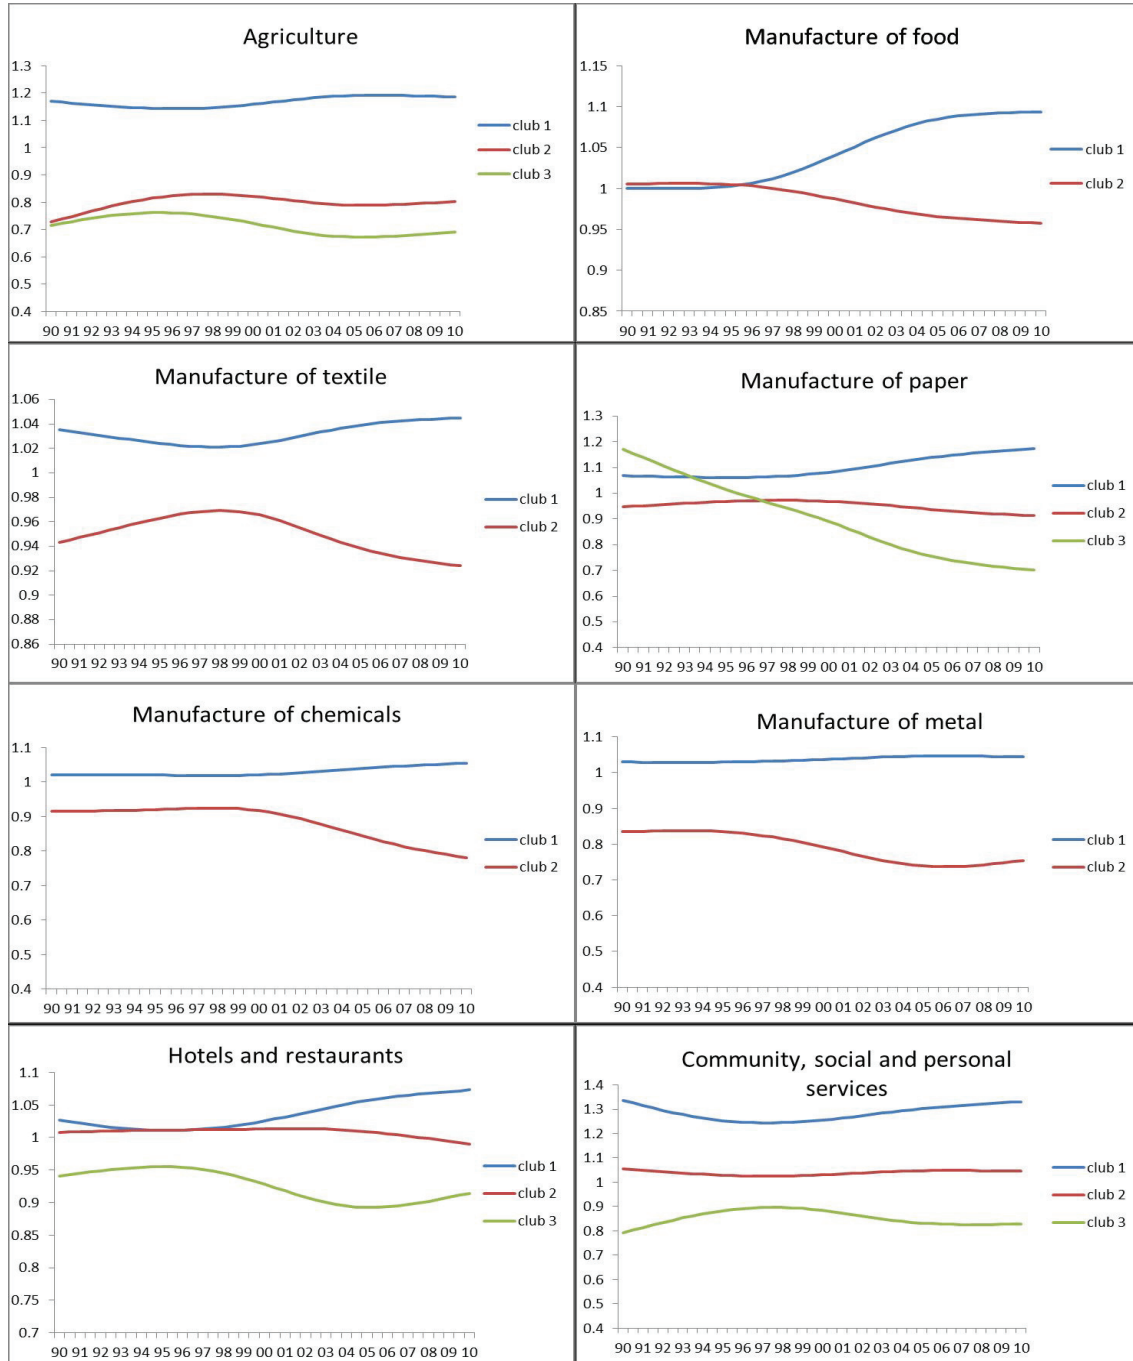 Agriculture
1.3
1.2
1.1
1
0.9
0.8
0.7
0.6
0.5
0.4
90 91 92 93 94 95 96 97 98 99 00 01 02 03 04 05 06 07 08 09 10
club 1
club 2
club 3
Manufacture of food
1.15
1.1
1.05
1
0.95
0.9
0.85
90 91 92 93 94 95 96 97 98 99 00 01 02 03 04 05 06 07 08 09 10
club 1
club 2
Manufacture of textile
1.06
1.04
1.02
1
0.98
0.96
0.94
0.92
0.9
0.88
0.86
90 91 92 93 94 95 96 97 98 99 00 01 02 03 04 05 06 07 08 09 10
club 1
club 2
Manufacture of paper
1.3
1.2
1.1
1
0.9
0.8
0.7
0.6
0.5
0.4
90 91 92 93 94 95 96 97 98 99 00 01 02 03 04 05 06 07 08 09 10
club 1
club 2
club 3
Manufacture of chemicals
1.1
1
0.9
0.8
0.7
0.6
0.5
0.4
90 91 92 93 94 95 96 97 98 99 00 01 02 03 04 05 06 07 08 09 10
club 1
club 2
Manufacture of metal
1.1
1
0.9
0.8
0.7
0.6
0.5
0.4
90 91 92 93 94 95 96 97 98 99 00 01 02 03 04 05 06 07 08 09 10
club 1
club 2
Hotels and restaurants
1.1
1.05
1
0.95
0.9
0.85
0.8
0.75
0.7
90 91 92 93 94 95 96 97 98 99 00 01 02 03 04 05 06 07 08 09 10
club 1
club 2
club 3
Community, social and personal
services
1.4
1.3
1.2
1.1
1
0.9
0.8
0.7
0.6
0.5
0.4
90 91 92 93 94 95 96 97 98 99 00 01 02 03 04 05 06 07 08 09 10
club 1
club 2
club 3